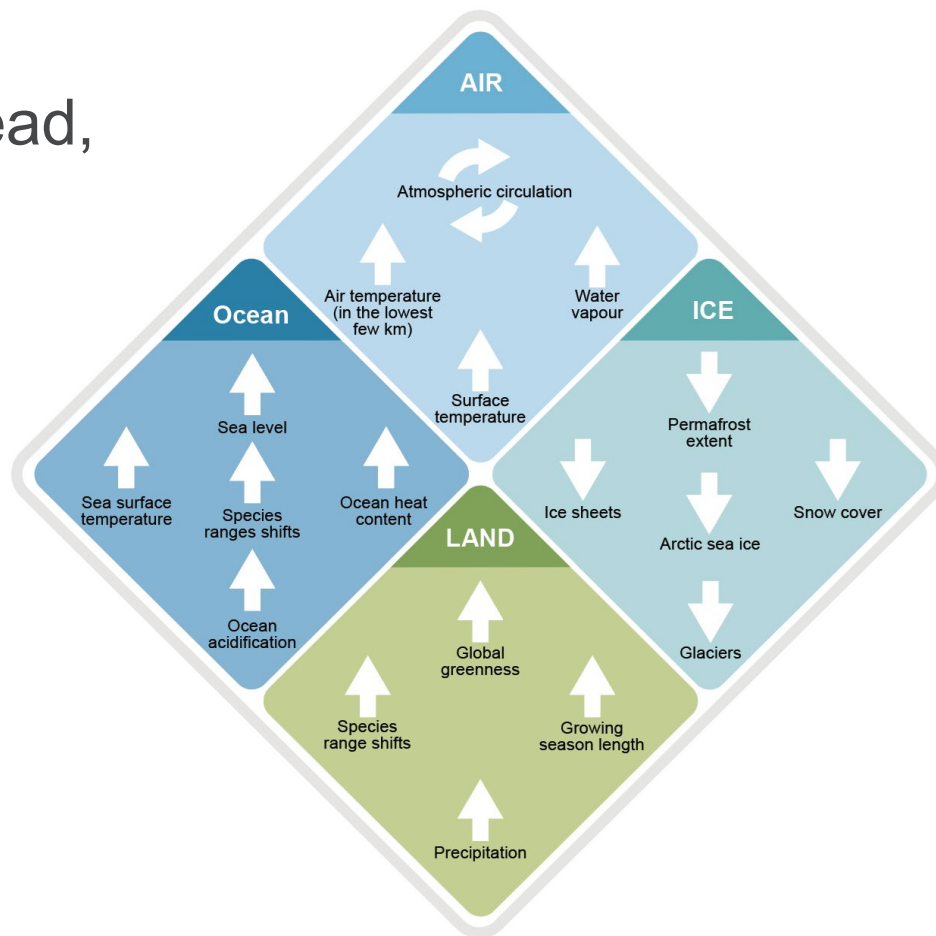 ead,
AIR
Atmospheric circulation
Air temperature
(in the lowest
few km)
Water
vapour
Surface
temperature
Ocean
Sea level
Sea surface
temperature
Species
ranges shifts
Ocean heat
content
Ocean
acidification
ICE
Permafrost
extent
Ice sheets
Snow cover
Arctic sea ice
Glaciers
LAND
Global
greenness
Species
range shifts
Growing
season length
Precipitation